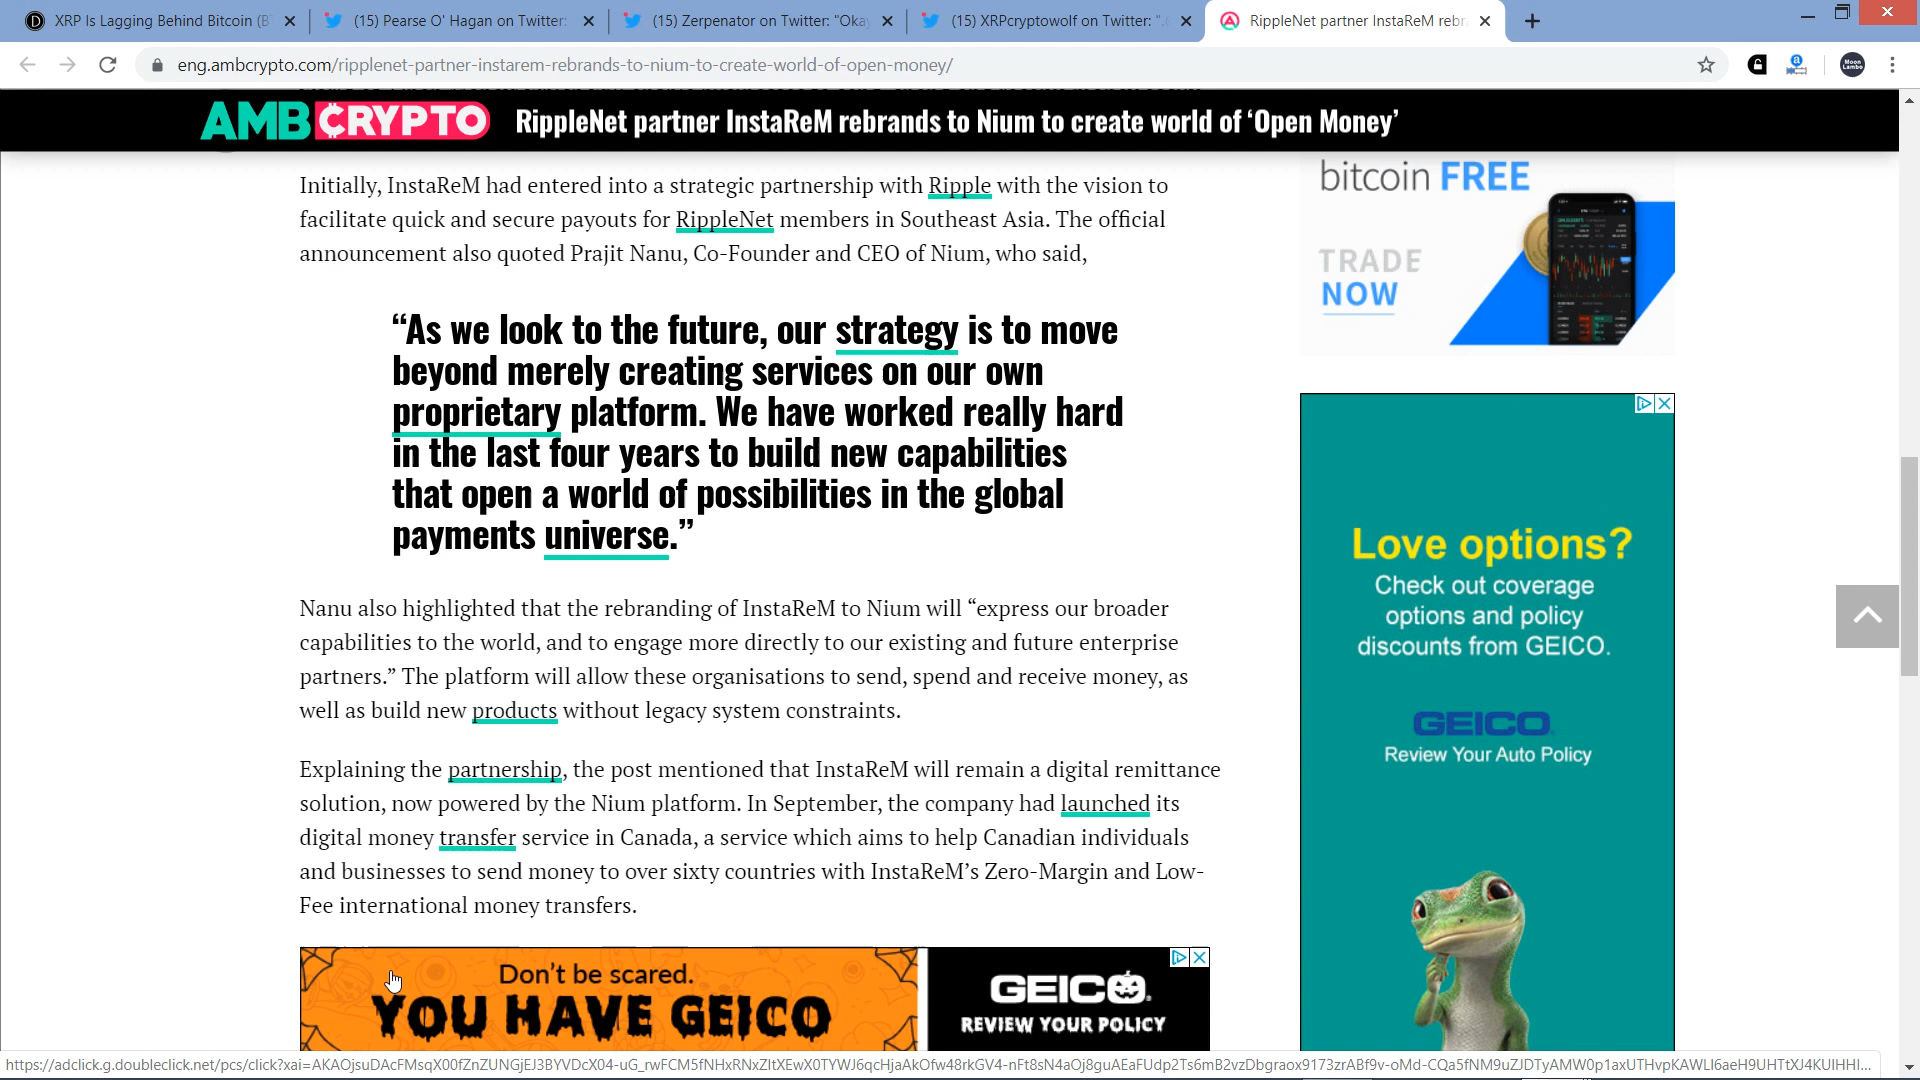 XRP Is Lagging Behind Bitcoin (BT
(15) Pearse O' Hagan on Twitter:
(15) Zerpenator on Twitter: "Okay
(15) XRPcryptowolf on Twitter: ".
RippleNet partner InstaReM rebr
eng.ambcrypto.com/ripplenet-partner-instarem-rebrands-to-nium-to-create-world-of-open-money/
Moon Lambo
AMBCRYPTO
RippleNet partner InstaReM rebrands to Nium to create world of ‘Open Money’
Initially, InstaReM had entered into a strategic partnership with Ripple with the vision to
facilitate quick and secure payouts for RippleNet members in Southeast Asia. The official
announcement also quoted Prajit Nanu, Co-Founder and CEO of Nium, who said,
“As we look to the future, our strategy is to move
beyond merely creating services on our own
proprietary platform. We have worked really hard
in the last four years to build new capabilities
that open a world of possibilities in the global
payments universe.”
Nanu also highlighted that the rebranding of InstaReM to Nium will “express our broader
capabilities to the world, and to engage more directly to our existing and future enterprise
partners.” The platform will allow these organisations to send, spend and receive money, as
well as build new products without legacy system constraints.
Explaining the partnership, the post mentioned that InstaReM will remain a digital remittance
solution, now powered by the Nium platform. In September, the company had launched its
digital money transfer service in Canada, a service which aims to help Canadian individuals
and businesses to send money to over sixty countries with InstaReM’s Zero-Margin and Low-
Fee international money transfers.
Don’t be scared.
YOU HAVE GEICO
GEICO
REVIEW YOUR POLICY
bitcoin FREE
TRADE
NOW
Love options?
Check out coverage
options and policy
discounts from GEICO.
GEICO
Review Your Auto Policy